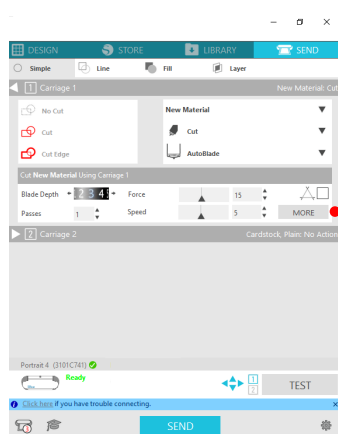 DESIGN STORE LIBRARY SEND
Simple Line Fill Layer
1 Carriage 1 New Material: Cut
No Cut New Material
Cut Cut
Cut Edge AutoBlade
Cut New Material Using Carriage 1
Blade Depth 2 3 4 Force 15
Passes 1 Speed 5 MORE
2 Carriage 2 Cardstock, Plain: No Action
Portrait 4 (3101C741)
Ready
1
2
TEST
Click here if you have trouble connecting.
SEND